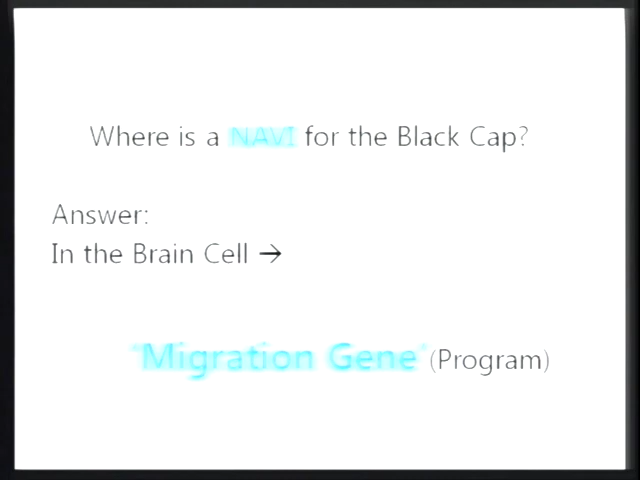 Where is a NAVI for the Black Cap?
Answer:
In the Brain Cell →
"Migration Gene"(Program)